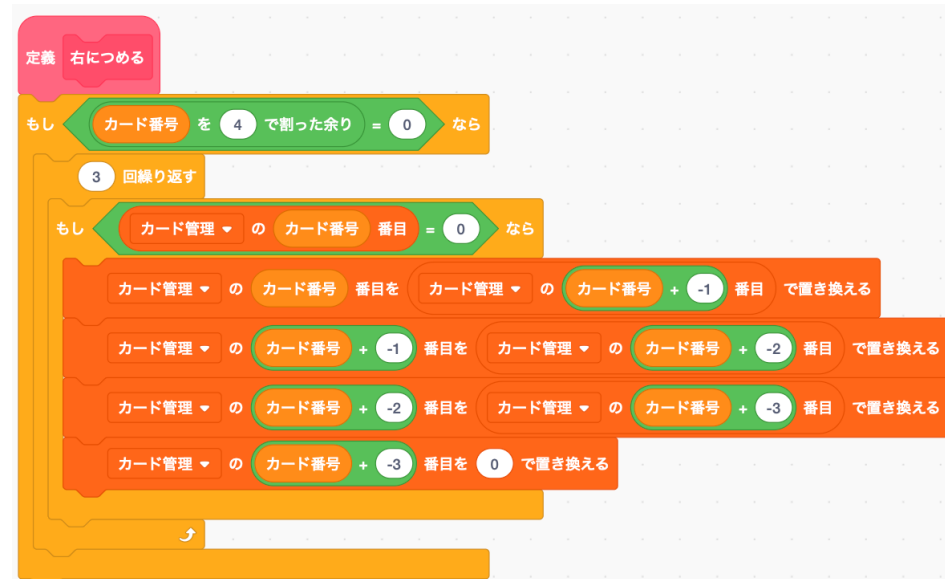 定義 右につめる
もし カード番号 を 4 で割った余り = 0 なら
3 回繰り返す
もし カード管理 の カード番号 番目 = 0 なら
カード管理 の カード番号 番目を カード管理 の カード番号 + -1 番目 で置き換える
カード管理 の カード番号 + -1 番目を カード管理 の カード番号 + -2 番目 で置き換える
カード管理 の カード番号 + -2 番目を カード管理 の カード番号 + -3 番目 で置き換える
カード管理 の カード番号 + -3 番目を 0 で置き換える